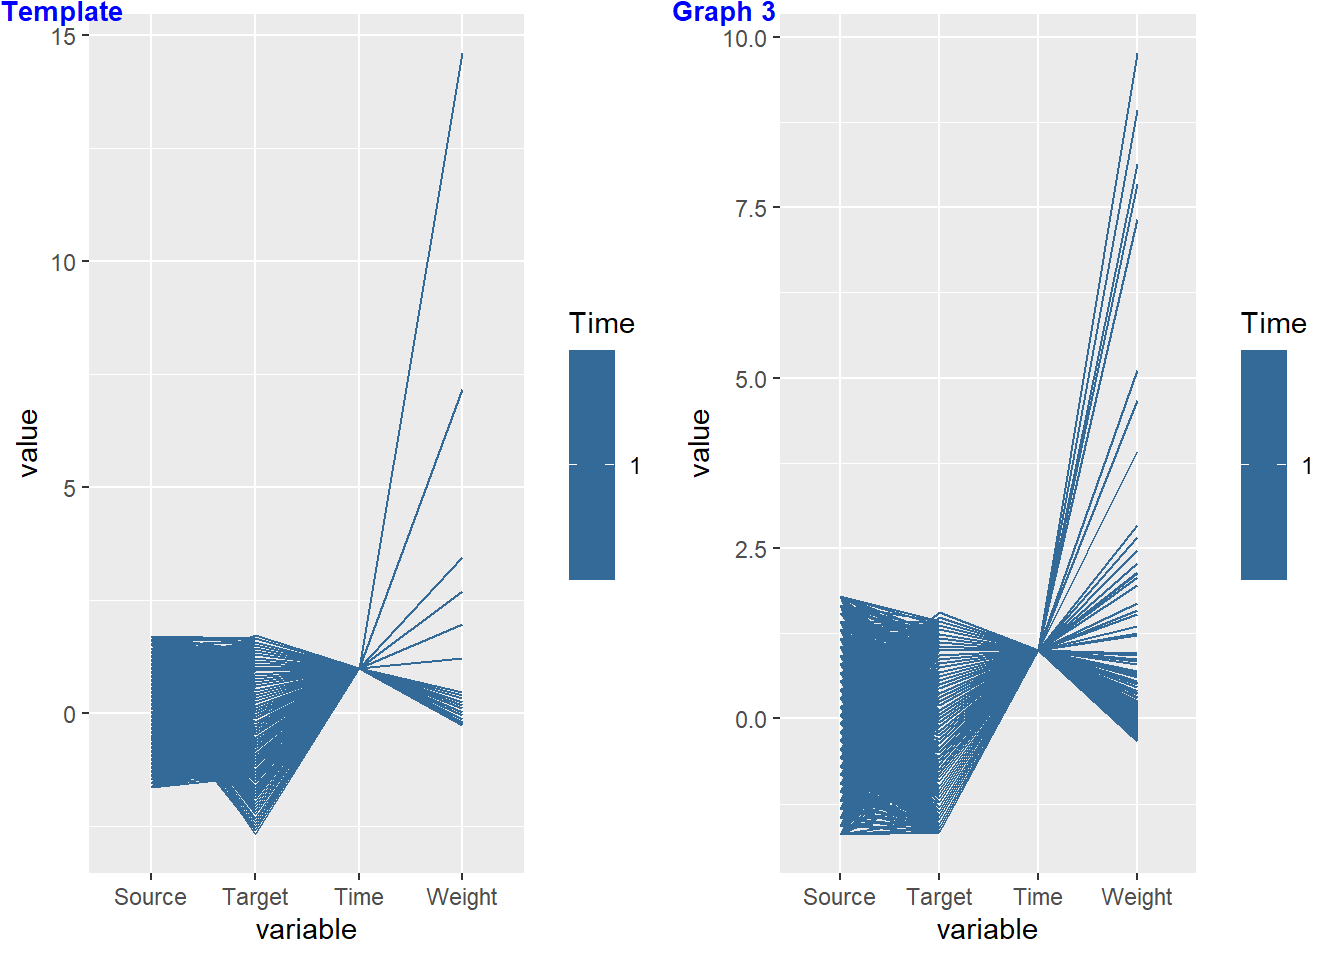 Template
15
10
5
0
value
Source Target Time Weight
variable
Time
1
Graph 3
10.0
7.5
5.0
2.5
0.0
value
Source Target Time Weight
variable
Time
1